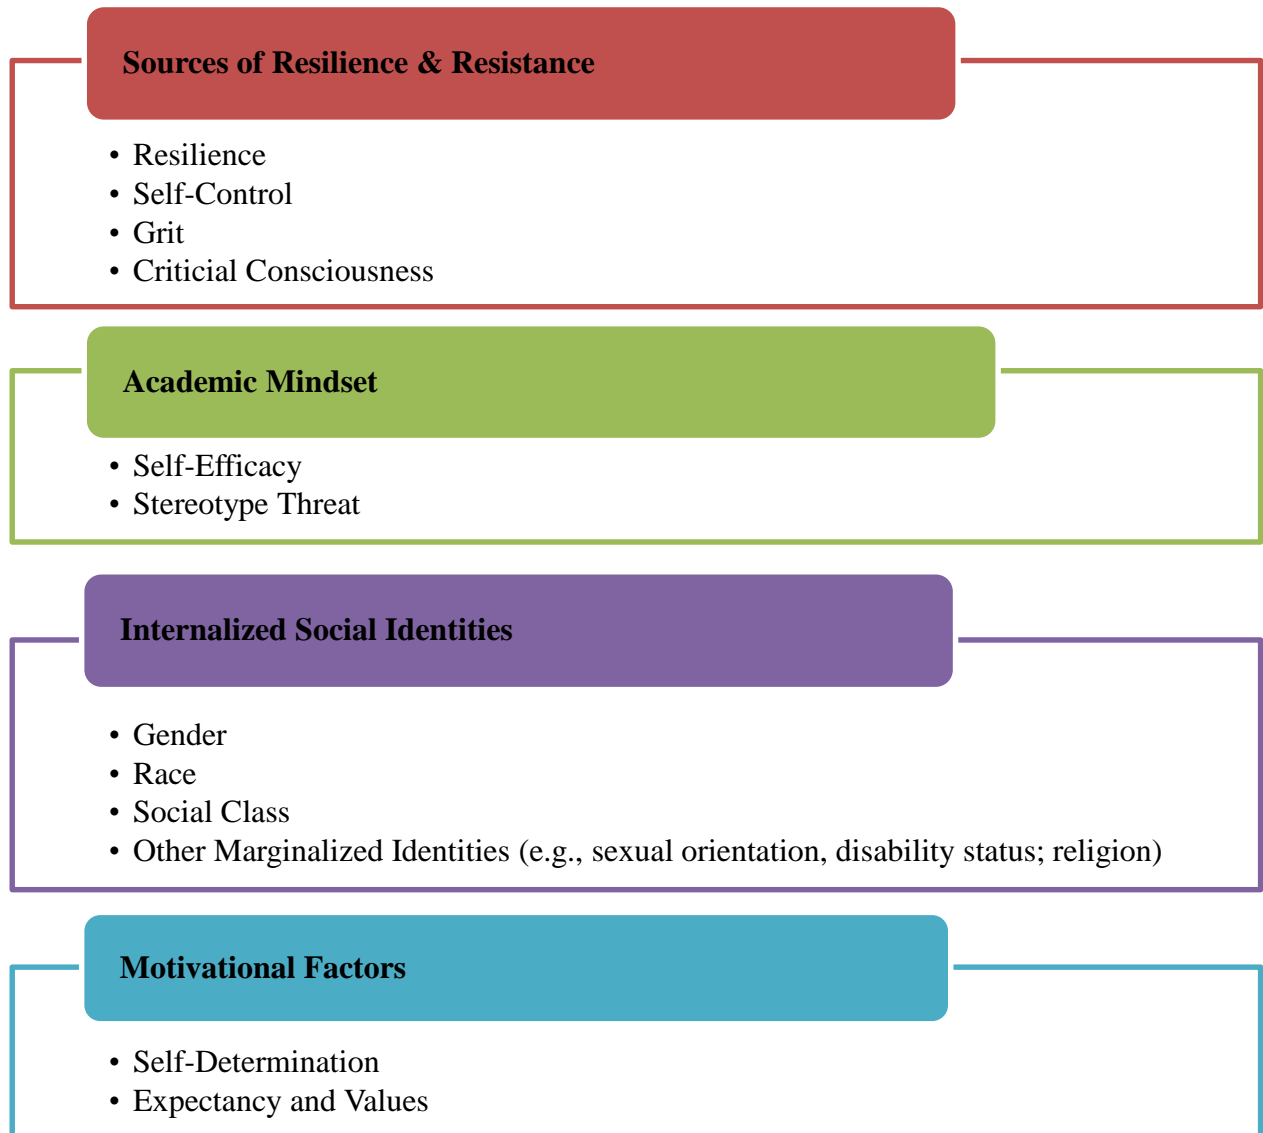 Sources of Resilience & Resistance
• Resilience
• Self-Control
• Grit
• Criticial Consciousness
Academic Mindset
• Self-Efficacy
• Stereotype Threat
Internalized Social Identities
• Gender
• Race
• Social Class
• Other Marginalized Identities (e.g., sexual orientation, disability status; religion)
Motivational Factors
• Self-Determination
• Expectancy and Values